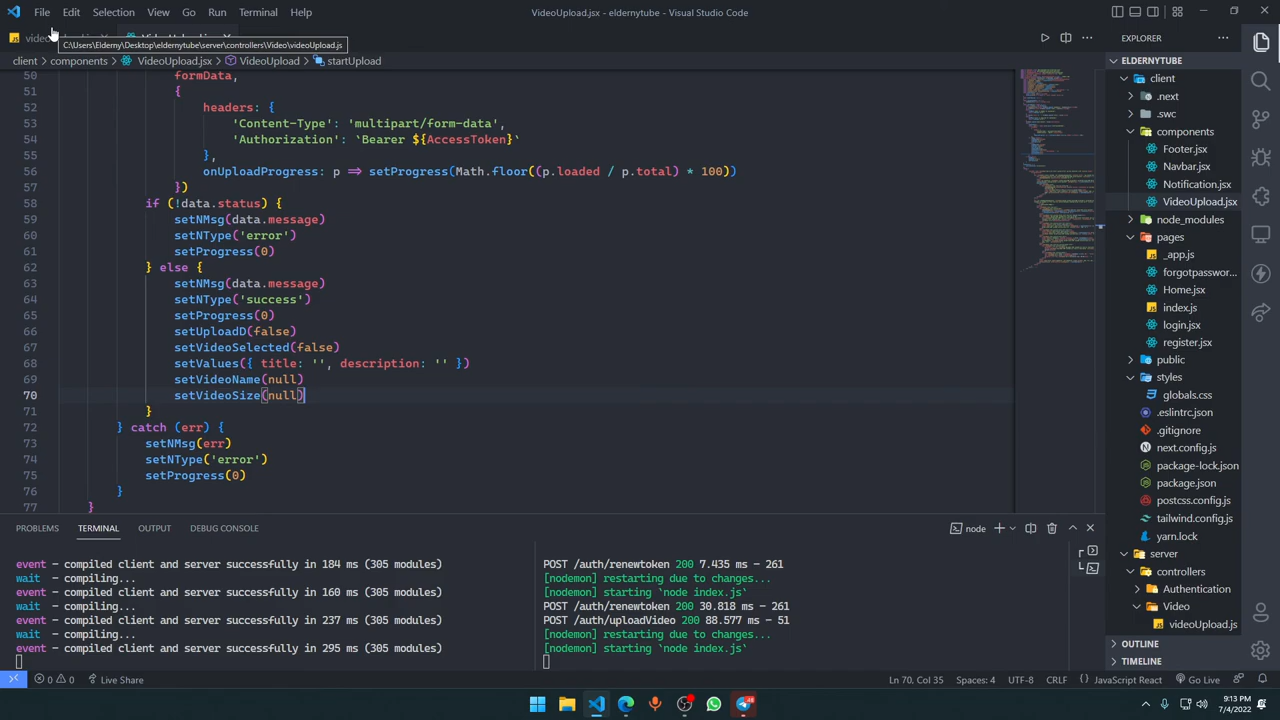 File Edit Selection View Go Run Terminal Help
VideoUpload.jsx - eldernytube - Visual Studio Code
C:\Users\Elderny\Desktop\eldernytube\server\controllers\Video\videoUpload.js
client > components > VideoUpload.jsx > VideoUpload > startUpload
50 formData,
51 {
52 headers: {
53 'Content-Type': 'multipart/form-data',
54 'Authorization': `Bearer ${AccessToken}`
55 },
56 onUploadProgress: p => setProgress(Math.floor((p.loaded / p.total) * 100))
57 })
58 if (!data.status) {
59 setNMsg(data.message)
60 setNType('error')
61 setProgress(0)
62 } else {
63 setNMsg(data.message)
64 setNType('success')
65 setProgress(0)
66 setUploadD(false)
67 setVideoSelected(false)
68 setValues({ title: '', description: '' })
69 setVideoName(null)
70 setVideoSize(null)
71 }
72 } catch (err) {
73 setNMsg(err)
74 setNType('error')
75 setProgress(0)
76 }
77 }
EXPLORER
ELDERNYTUBE
client
.next
.swc
components
Footer.jsx
Navbar.jsx
Notification.jsx
VideoUpload.jsx
node_modules
pages
_app.js
forgotpasswor...
Home.jsx
index.js
login.jsx
register.jsx
public
styles
globals.css
.eslintrc.json
.gitignore
next.config.js
package-lock.json
package.json
postcss.config.js
tailwind.config.js
yarn.lock
server
controllers
Authentication
Video
videoUpload.js
OUTLINE
TIMELINE
PROBLEMS TERMINAL OUTPUT DEBUG CONSOLE
node
event - compiled client and server successfully in 184 ms (305 modules)
wait - compiling...
event - compiled client and server successfully in 160 ms (305 modules)
wait - compiling...
event - compiled client and server successfully in 237 ms (305 modules)
wait - compiling...
event - compiled client and server successfully in 295 ms (305 modules)
POST /auth/renewtoken 200 7.435 ms - 261
[nodemon] restarting due to changes...
[nodemon] starting `node index.js`
POST /auth/renewtoken 200 30.818 ms - 261
POST /auth/uploadVideo 200 88.577 ms - 51
[nodemon] restarting due to changes...
[nodemon] starting `node index.js`
0 0 Live Share
Ln 70, Col 35 Spaces: 4 UTF-8 CRLF { } JavaScript React Go Live
9:13 PM
7/4/2022